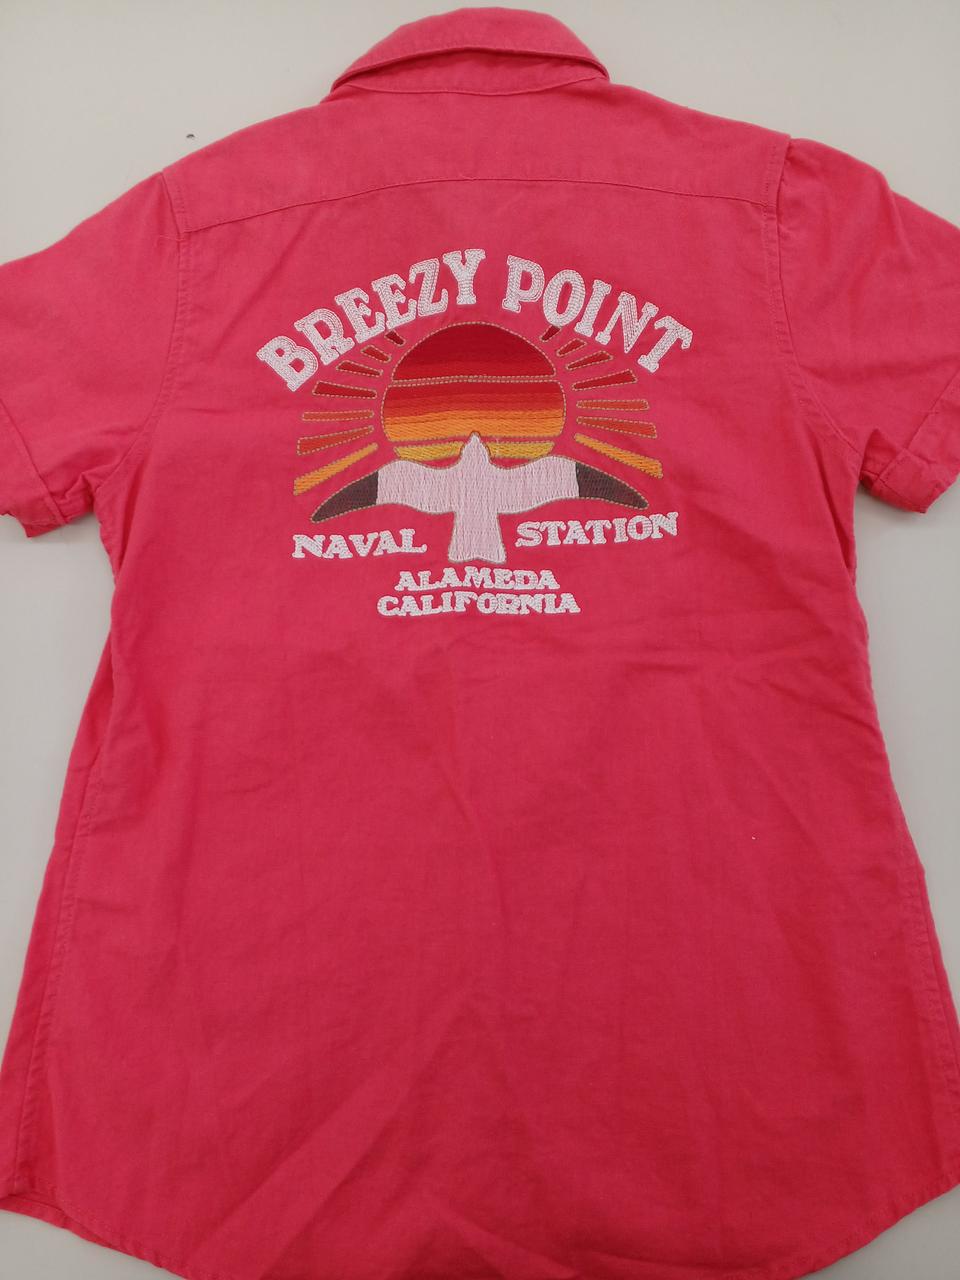 BREEZY POINT
NAVAL STATION
ALAMEDA
CALIFORNIA